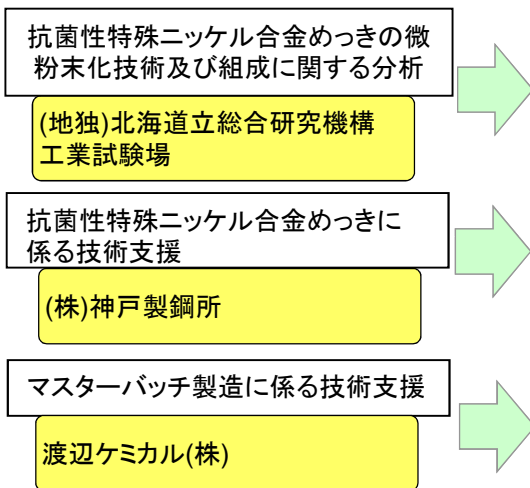 抗菌性特殊ニッケル合金めっきの微
粉末化技術及び組成に関する分析
(地独)北海道立総合研究機構
工業試験場
抗菌性特殊ニッケル合金めっきに
係る技術支援
(株)神戸製鋼所
マスターバッチ製造に係る技術支援
渡辺ケミカル(株)